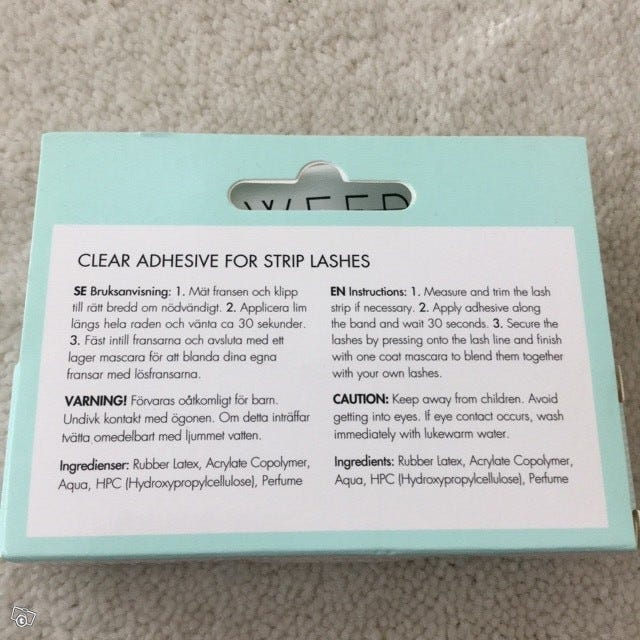 CLEAR ADHESIVE FOR STRIP LASHES
SE Bruksanvisning: 1. Mät fransen och klipp
till rätt bredd om nödvändigt. 2. Applicera lim
längs hela raden och vänta ca 30 sekunder.
3. Fäst intill fransarna och avsluta med ett
lager mascara för att blanda dina egna
fransar med lösfransarna.
VARNING! Förvaras oåtkomligt för barn.
Undivk kontakt med ögonen. Om detta inträffar
tvätta omedelbart med ljummet vatten.
Ingredienser: Rubber Latex, Acrylate Copolymer,
Aqua, HPC (Hydroxypropylcellulose), Perfume
EN Instructions: 1. Measure and trim the lash
strip if necessary. 2. Apply adhesive along
the band and wait 30 seconds. 3. Secure the
lashes by pressing onto the lash line and finish
with one coat mascara to blend them together
with your own lashes.
CAUTION: Keep away from children. Avoid
getting into eyes. If eye contact occurs, wash
immediately with lukewarm water.
Ingredients: Rubber Latex, Acrylate Copolymer,
Aqua, HPC (Hydroxypropylcellulose), Perfume